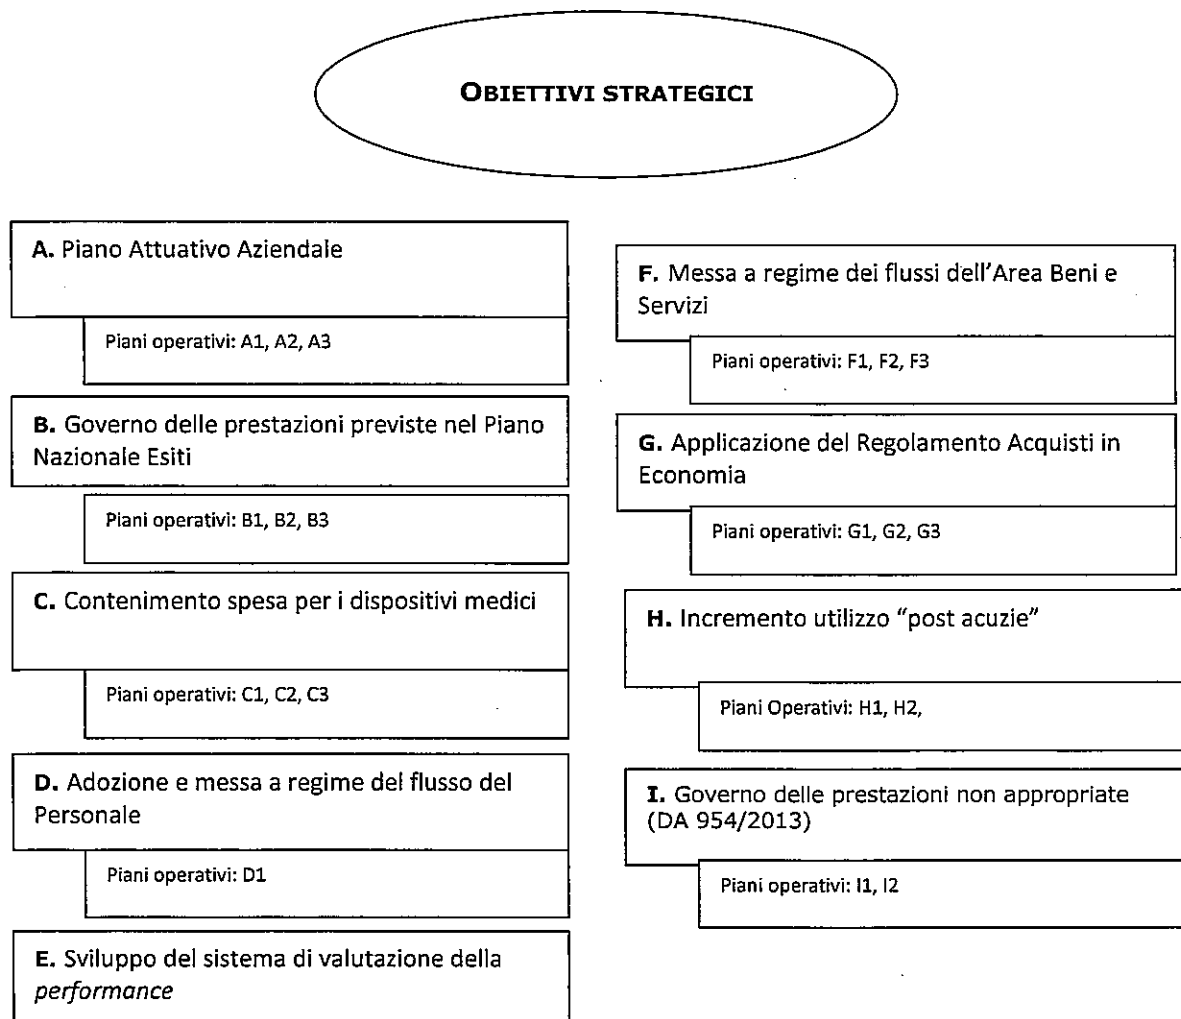 OBIETTIVI STRATEGICI
A. Piano Attuativo Aziendale
Piani operativi: A1, A2, A3
B. Governo delle prestazioni previste nel Piano
Nazionale Esiti
Piani operativi: B1, B2, B3
C. Contenimento spesa per i dispositivi medici
Piani operativi: C1, C2, C3
D. Adozione e messa a regime del flusso del
Personale
Piani operativi: D1
E. Sviluppo del sistema di valutazione della
performance
F. Messa a regime dei flussi dell'Area Beni e
Servizi
Piani operativi: F1, F2, F3
G. Applicazione del Regolamento Acquisti in
Economia
Piani operativi: G1, G2, G3
H. Incremento utilizzo "post acuzie"
Piani Operativi: H1, H2,
I. Governo delle prestazioni non appropriate
(DA 954/2013)
Piani operativi: I1, I2